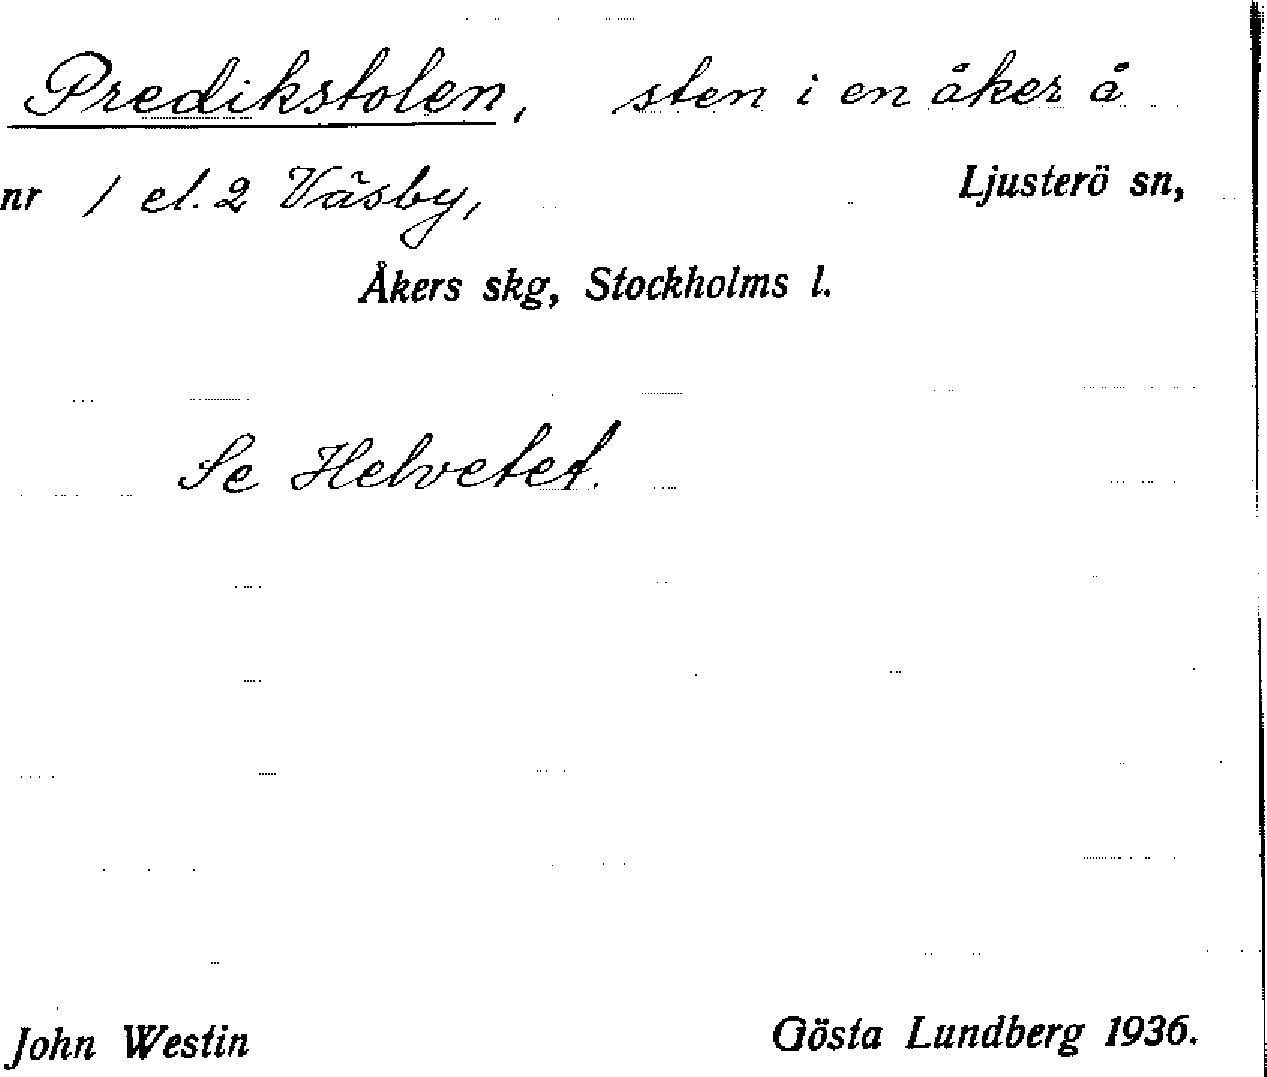 Predikstolen, sten i en åker å
nr 1 el. 2 Väsby, Ljusterö sn,
Åkers skg, Stockholms l.
Se Helvetet.
John Westin Gösta Lundberg 1936.